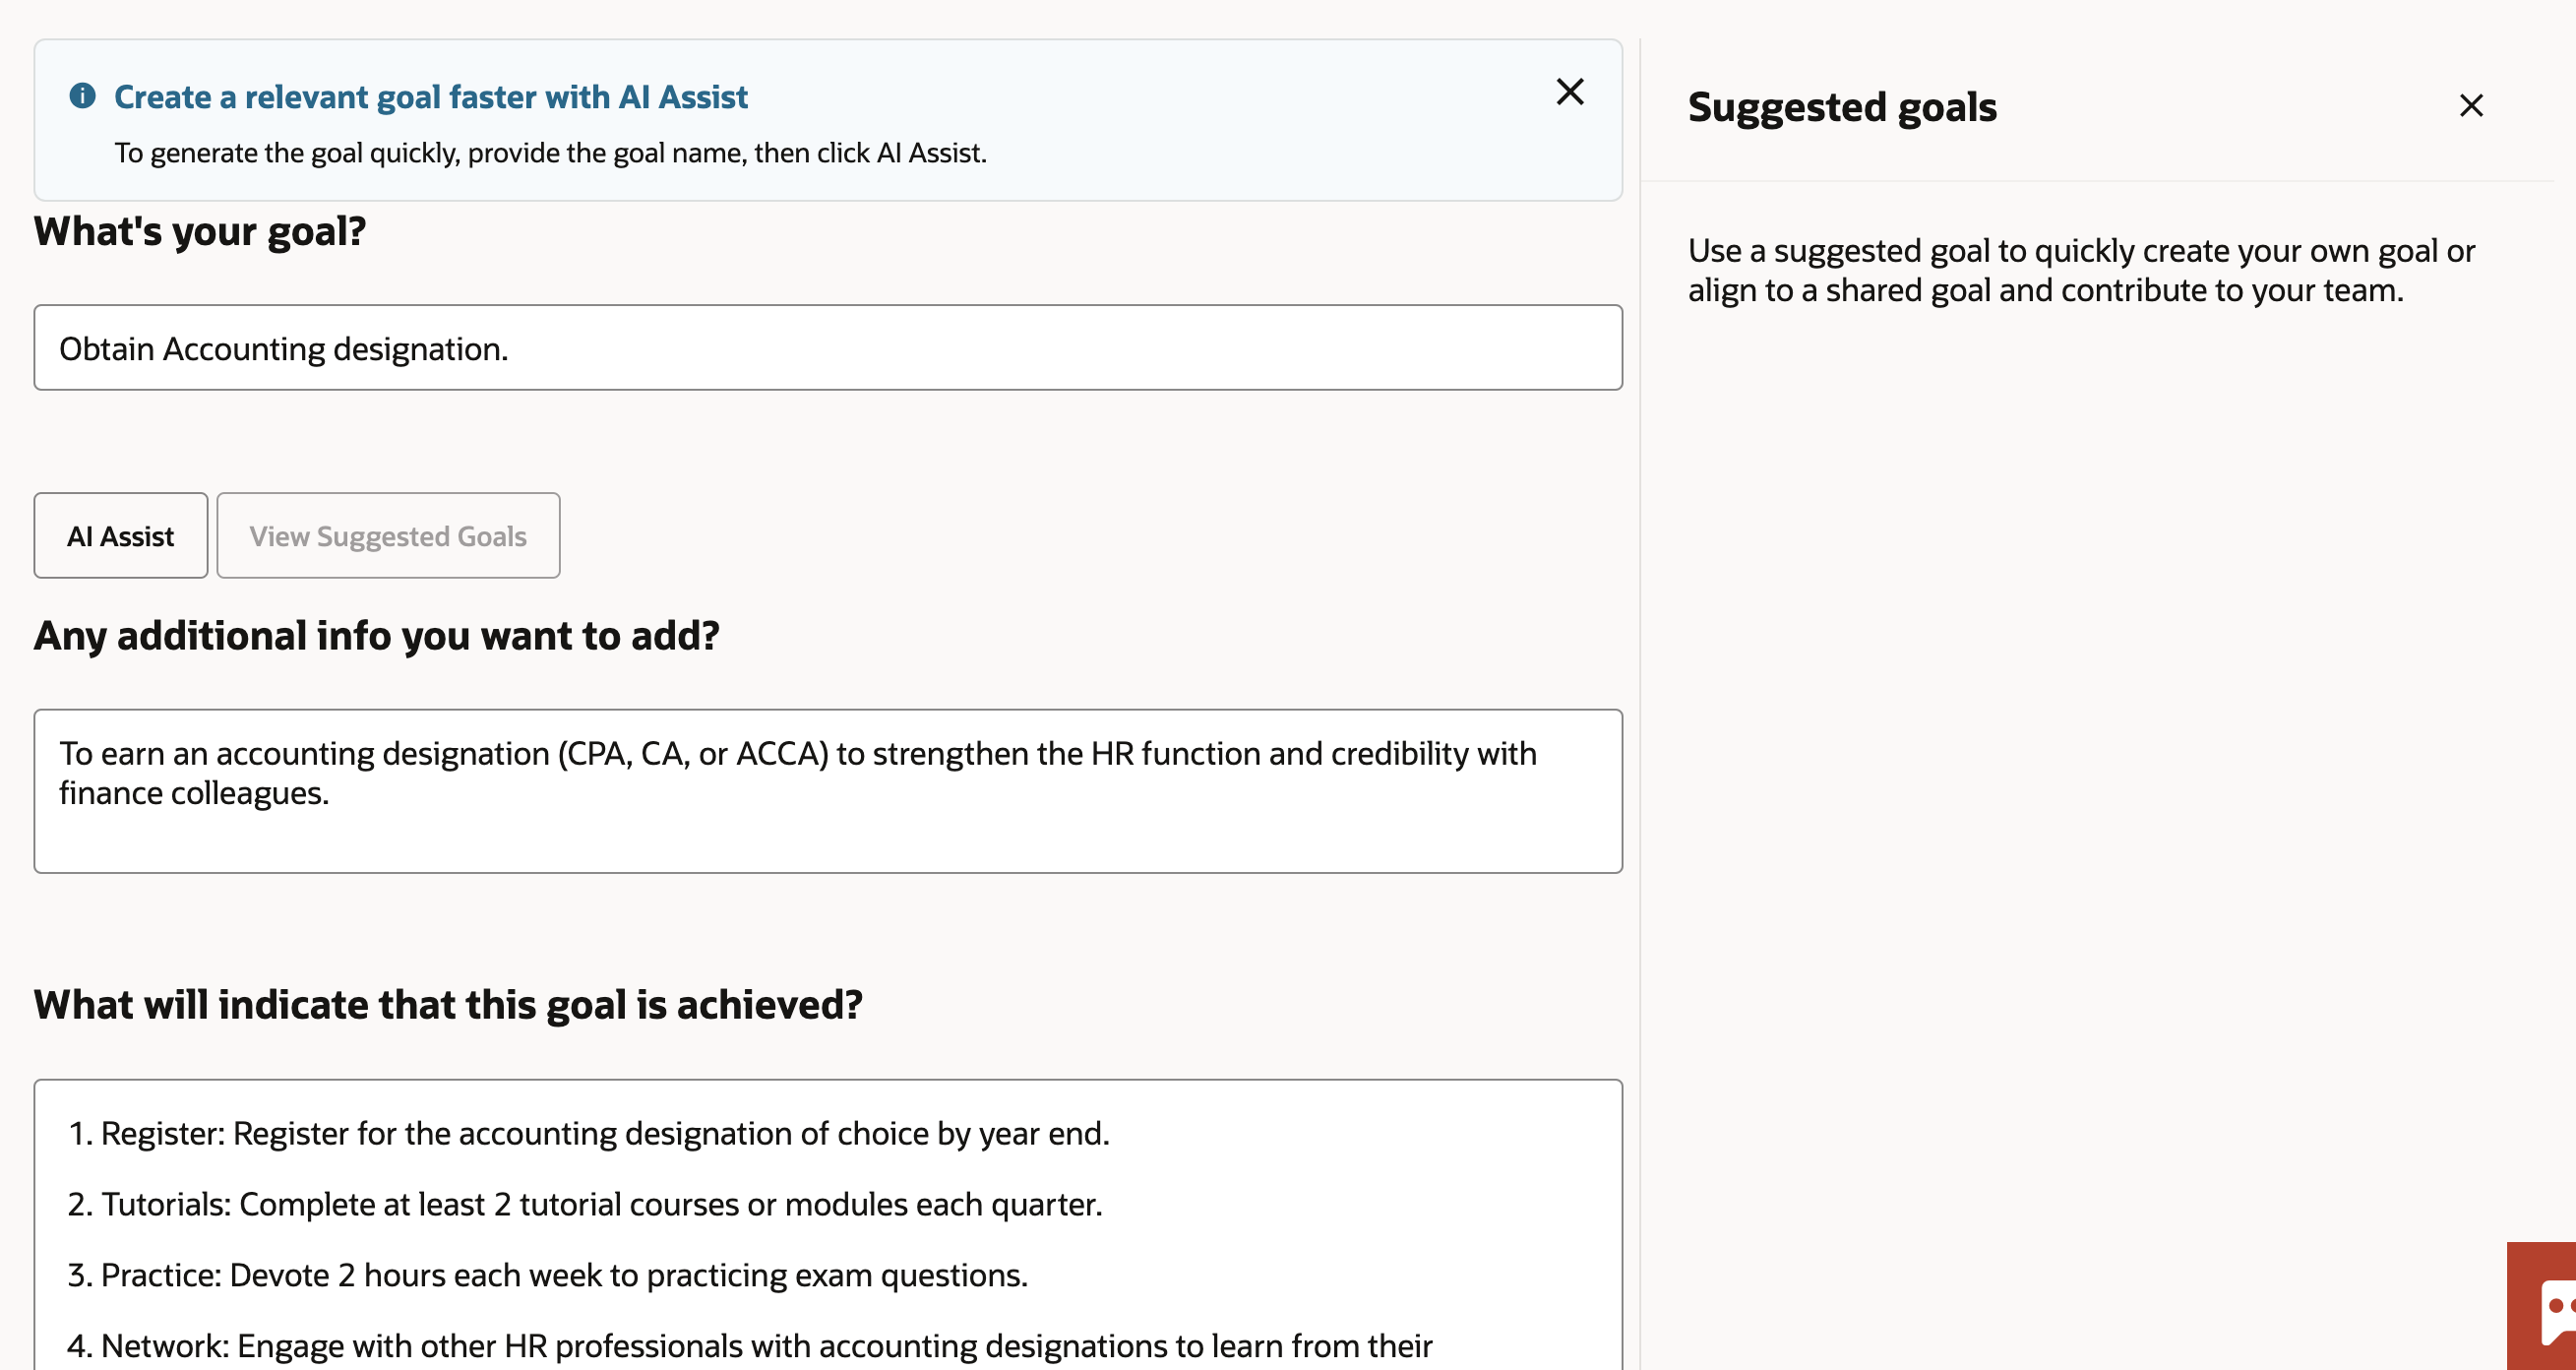 Create a relevant goal faster with AI Assist
To generate the goal quickly, provide the goal name, then click AI Assist.
What's your goal?
Obtain Accounting designation.
AI Assist
View Suggested Goals
Any additional info you want to add?
To earn an accounting designation (CPA, CA, or ACCA) to strengthen the HR function and credibility with
finance colleagues.
What will indicate that this goal is achieved?
1. Register: Register for the accounting designation of choice by year end.
2. Tutorials: Complete at least 2 tutorial courses or modules each quarter.
3. Practice: Devote 2 hours each week to practicing exam questions.
4. Network: Engage with other HR professionals with accounting designations to learn from their
Suggested goals
Use a suggested goal to quickly create your own goal or
align to a shared goal and contribute to your team.